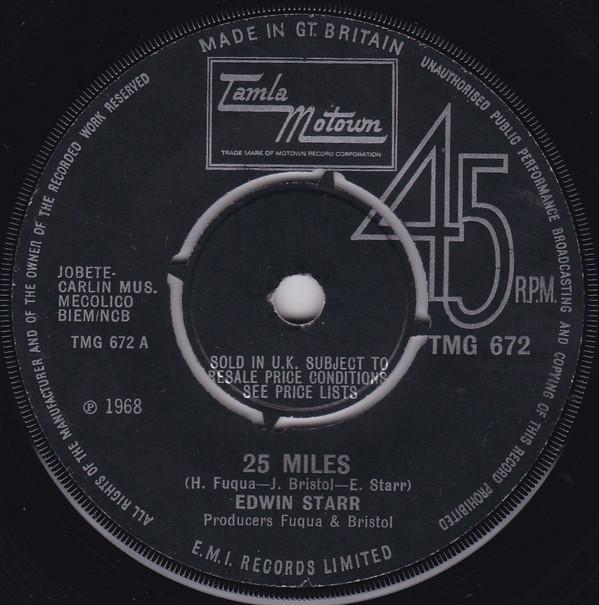 MADE IN GT. BRITAIN
UNAUTHORISED PUBLIC PERFORMANCE BROADCASTING AND COPYING OF THIS RECORD PROHIBITED
ALL RIGHTS OF THE MANUFACTURER AND OF THE OWNER OF THE RECORDED WORK RESERVED
Tamla
Motown
TRADE MARK OF MOTOWN RECORD CORPORATION
45
R.P.M.
JOBETE-
CARLIN MUS.
MECOLICO
BIEM/NCB
TMG 672 A
TMG 672
SOLD IN U.K. SUBJECT TO
RESALE PRICE CONDITIONS
SEE PRICE LISTS
℗ 1968
25 MILES
(H. Fuqua—J. Bristol—E. Starr)
EDWIN STARR
Producers Fuqua & Bristol
E.M.I. RECORDS LIMITED